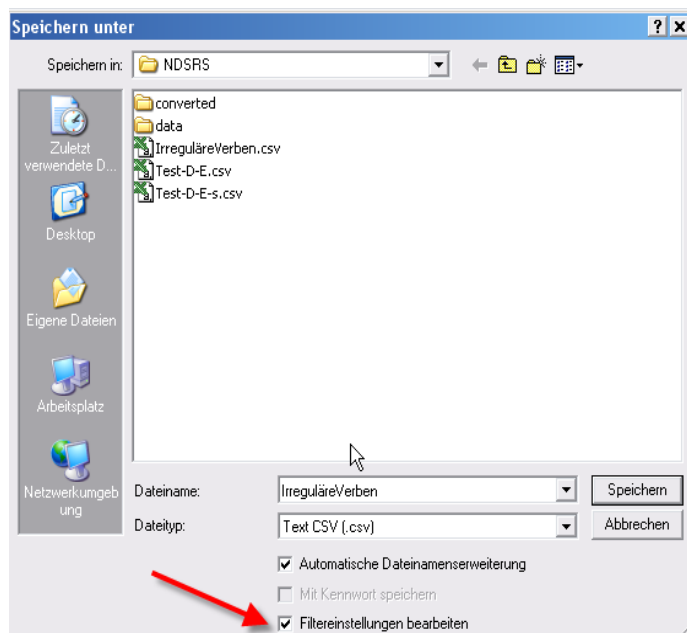 Speichern unter
Speichern in:
NDSRS
Zuletzt
verwendete D...
Desktop
Eigene Dateien
Arbeitsplatz
Netzwerkumgeb
ung
converted
data
IrreguläreVerben.csv
Test-D-E.csv
Test-D-E-s.csv
Dateiname:
IrreguläreVerben
Speichern
Dateityp:
Text CSV (.csv)
Abbrechen
Automatische Dateinamenserweiterung
Mit Kennwort speichern
Filtereinstellungen bearbeiten